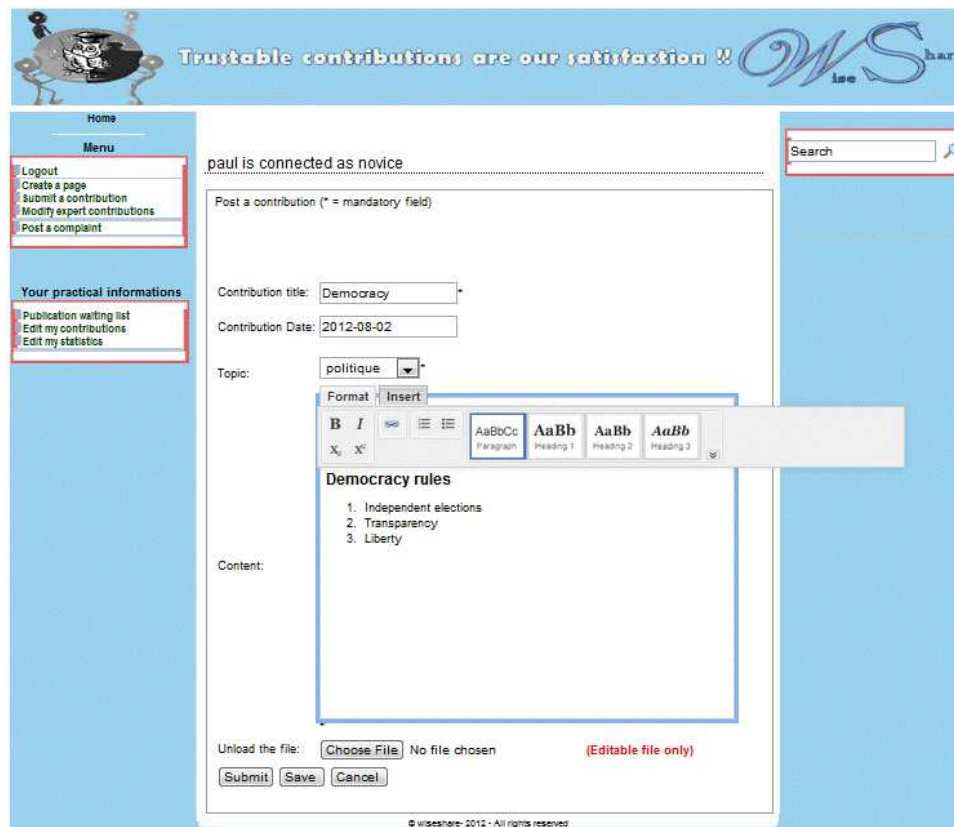 Trustable contributions are our satisfaction !!
Wise Shar
Home
Menu
Logout
Create a page
Submit a contribution
Modify expert contributions
Post a complaint
Your practical informations
Publication waiting list
Edit my contributions
Edit my statistics
paul is connected as novice
Post a contribution (* = mandatory field)
Contribution title: Democracy *
Contribution Date: 2012-08-02
Topic: politique *
Format Insert
B I
X₂ X²
AaBbCc AaBb AaBb AaBb
Paragraph Heading 1 Heading 2 Heading 3
Democracy rules
1. Independent elections
2. Transparency
3. Liberty
Content:
*
Unload the file: Choose File No file chosen (Editable file only)
Submit Save Cancel
© wiseshare- 2012 - All rights reserved
Search